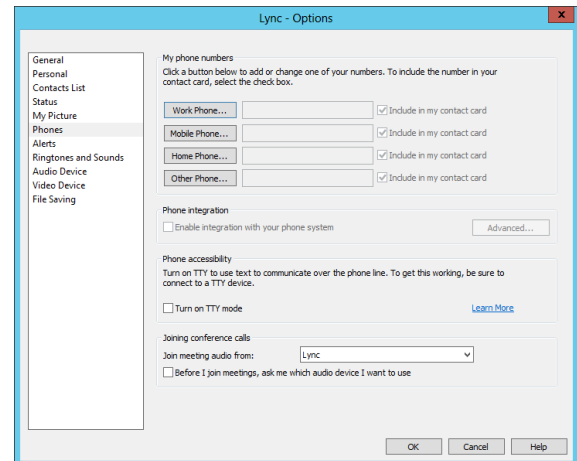 Lync - Options
General
Personal
Contacts List
Status
My Picture
Phones
Alerts
Ringtones and Sounds
Audio Device
Video Device
File Saving
My phone numbers
Click a button below to add or change one of your numbers. To include the number in your
contact card, select the check box.
Work Phone... Include in my contact card
Mobile Phone... Include in my contact card
Home Phone... Include in my contact card
Other Phone... Include in my contact card
Phone integration
Enable integration with your phone system Advanced...
Phone accessibility
Turn on TTY to use text to communicate over the phone line. To get this working, be sure to
connect to a TTY device.
Turn on TTY mode Learn More
Joining conference calls
Join meeting audio from: Lync
Before I join meetings, ask me which audio device I want to use
OK Cancel Help